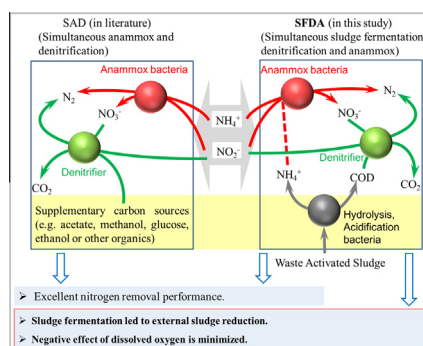 SAD (in literature)
(Simultaneous anammox and
denitrification)
SFDA (in this study)
(Simultaneous sludge fermentation,
denitrification and anammox)
Anammox bacteria
Anammox bacteria
N₂
NO₃⁻
NH₄⁺
NO₂⁻
N₂
NO₃⁻
Denitrifier
Denitrifier
CO₂
NH₄⁺
COD
CO₂
Supplementary carbon sources
(e.g. acetate, methanol, glucose,
ethanol or other organics)
Hydrolysis,
Acidification
bacteria
Waste Activated Sludge
➢ Excellent nitrogen removal performance.
➢ Sludge fermentation led to external sludge reduction.
➢ Negative effect of dissolved oxygen is minimized.